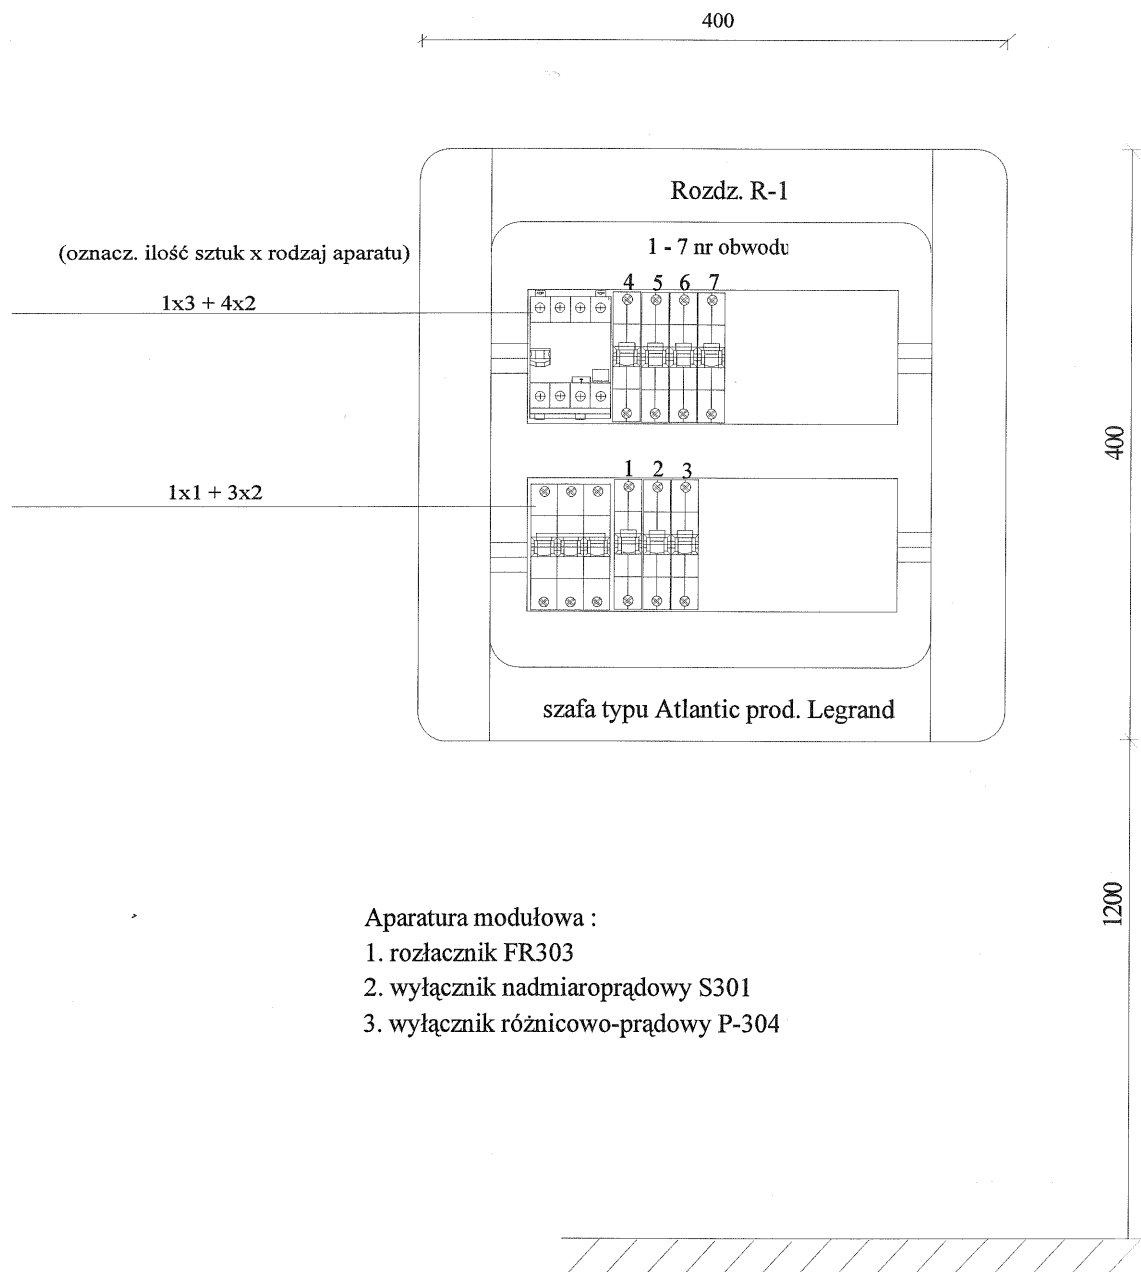 400
Rozdz. R-1
(oznacz. ilość sztuk x rodzaj aparatu)
1 - 7 nr obwodu
4 5 6 7
1x3 + 4x2
400
1 2 3
1x1 + 3x2
szafa typu Atlantic prod. Legrand
1200
Aparatura modułowa :
1. rozłacznik FR303
2. wyłącznik nadmiaroprądowy S301
3. wyłącznik różnicowo-prądowy P-304